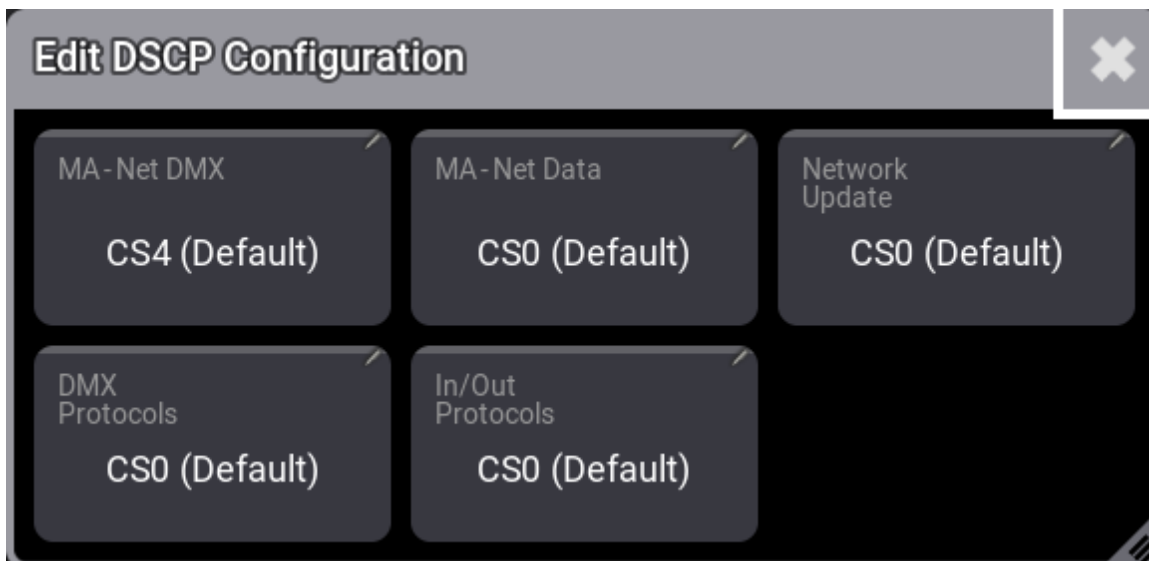 Edit DSCP Configuration
MA-Net DMX
CS4 (Default)
MA-Net Data
CS0 (Default)
Network
Update
CS0 (Default)
DMX
Protocols
CS0 (Default)
In/Out
Protocols
CS0 (Default)